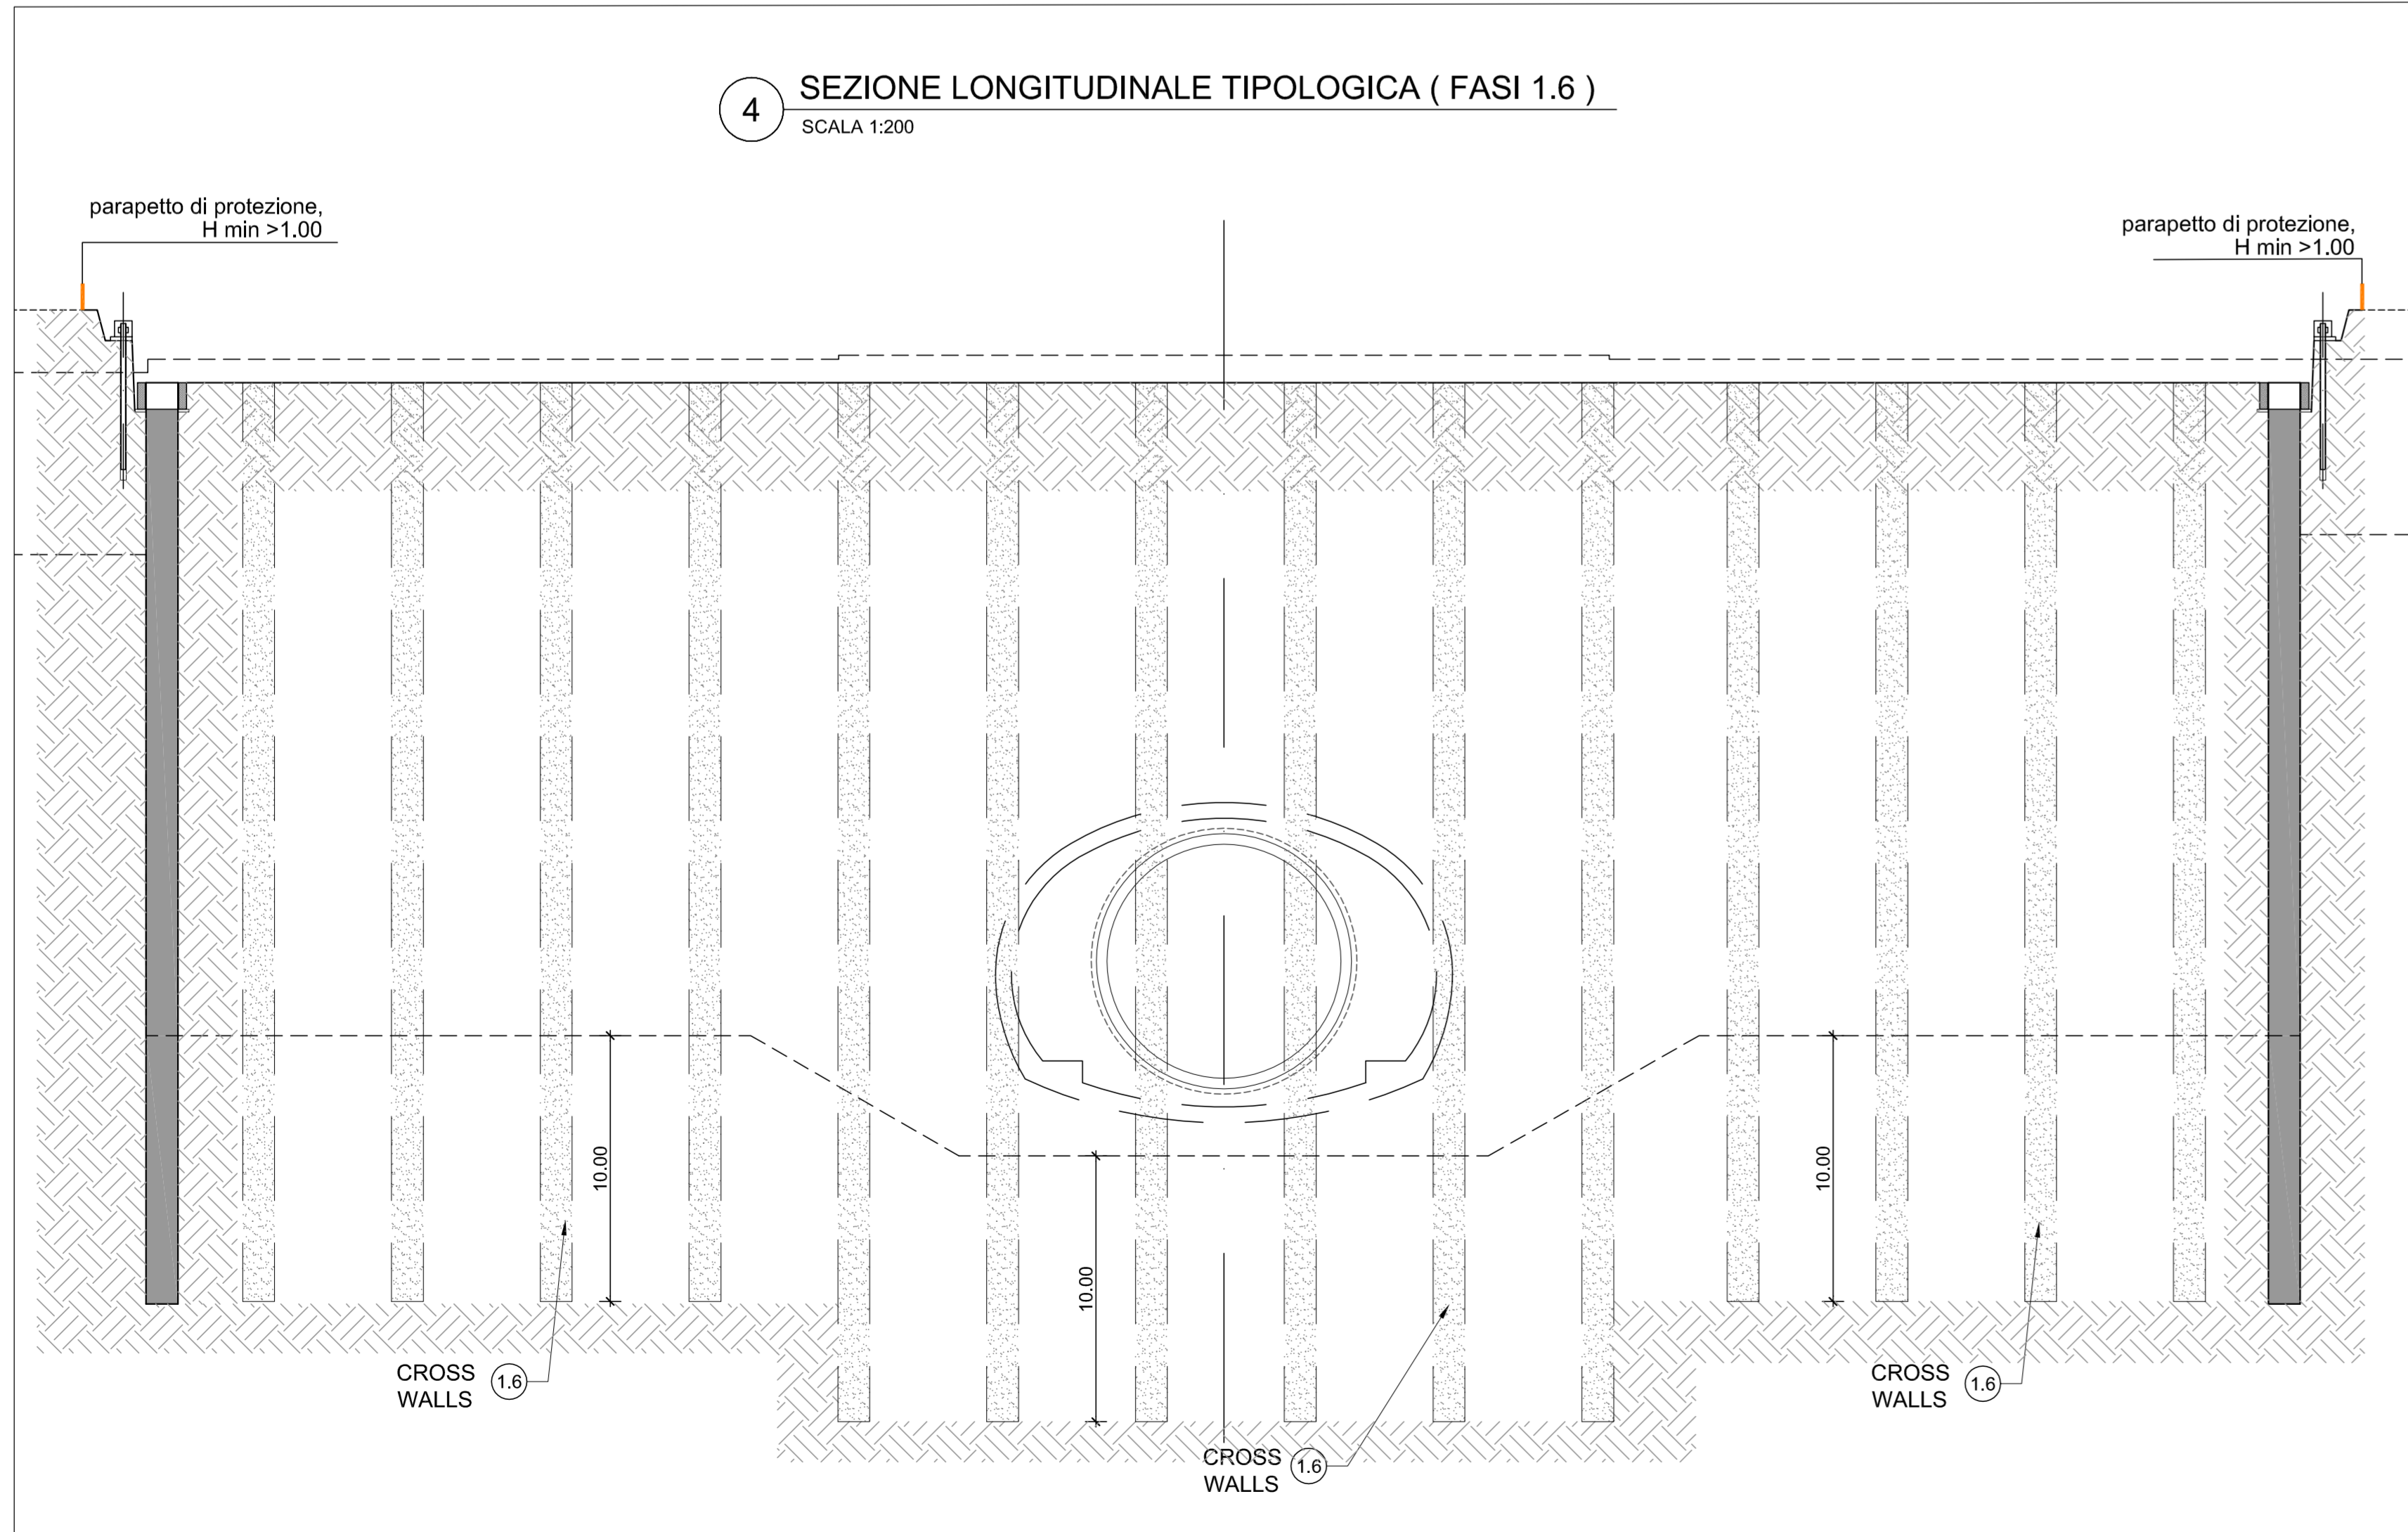 4
SEZIONE LONGITUDINALE TIPOLOGICA ( FASI 1.6 )
SCALA 1:200
parapetto di protezione,
H min >1.00
parapetto di protezione,
H min >1.00
10.00
10.00
10.00
CROSS
WALLS
1.6
CROSS
WALLS
1.6
CROSS
WALLS
1.6